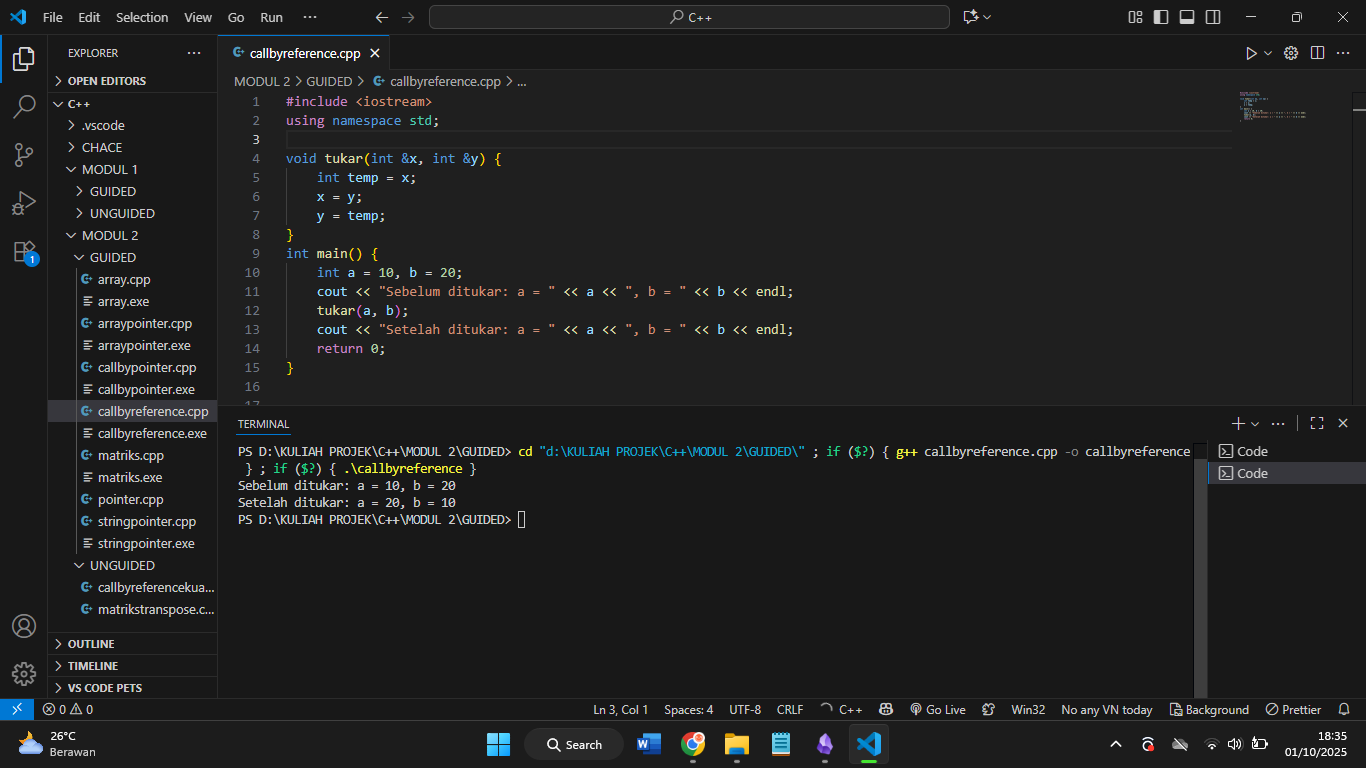 File Edit Selection View Go Run ··· C++
EXPLORER ···
OPEN EDITORS
C++
.vscode
CHACE
MODUL 1
GUIDED
UNGUIDED
MODUL 2
GUIDED
array.cpp
array.exe
arraypointer.cpp
arraypointer.exe
callbypointer.cpp
callbypointer.exe
callbyreference.cpp
callbyreference.exe
matriks.cpp
matriks.exe
pointer.cpp
stringpointer.cpp
stringpointer.exe
UNGUIDED
callbyreferencekua...
matrikstranspose.c...
OUTLINE
TIMELINE
VS CODE PETS
1
callbyreference.cpp
MODUL 2 > GUIDED > callbyreference.cpp > ...
1 #include <iostream>
2 using namespace std;
3
4 void tukar(int &x, int &y) {
5 int temp = x;
6 x = y;
7 y = temp;
8 }
9 int main() {
10 int a = 10, b = 20;
11 cout << "Sebelum ditukar: a = " << a << ", b = " << b << endl;
12 tukar(a, b);
13 cout << "Setelah ditukar: a = " << a << ", b = " << b << endl;
14 return 0;
15 }
16
17
TERMINAL
PS D:\KULIAH PROJEK\C++\MODUL 2\GUIDED> cd "d:\KULIAH PROJEK\C++\MODUL 2\GUIDED\" ; if ($?) { g++ callbyreference.cpp -o callbyreference
} ; if ($?) { .\callbyreference }
Sebelum ditukar: a = 10, b = 20
Setelah ditukar: a = 20, b = 10
PS D:\KULIAH PROJEK\C++\MODUL 2\GUIDED>
Code
Code
0 0 Ln 3, Col 1 Spaces: 4 UTF-8 CRLF C++ Go Live Win32 No any VN today Background Prettier
26°C
Berawan
Search
18:35
01/10/2025